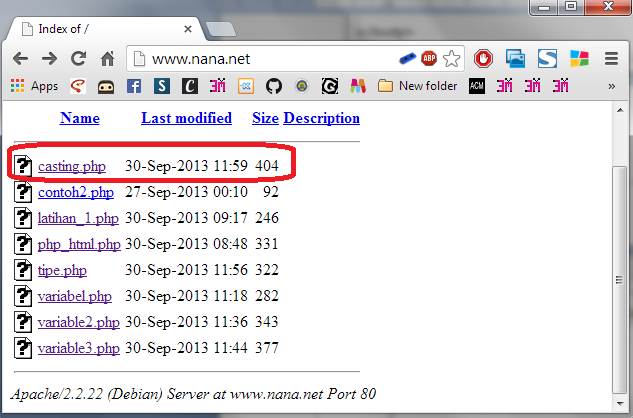 Index of /
www.nana.net
ABP
Apps
New folder
ACM
»
Name Last modified Size Description
casting.php 30-Sep-2013 11:59 404
contoh2.php 27-Sep-2013 00:10 92
latihan_1.php 30-Sep-2013 09:17 246
php_html.php 30-Sep-2013 08:48 331
tipe.php 30-Sep-2013 11:56 322
variabel.php 30-Sep-2013 11:18 282
variable2.php 30-Sep-2013 11:36 343
variable3.php 30-Sep-2013 11:44 377
Apache/2.2.22 (Debian) Server at www.nana.net Port 80